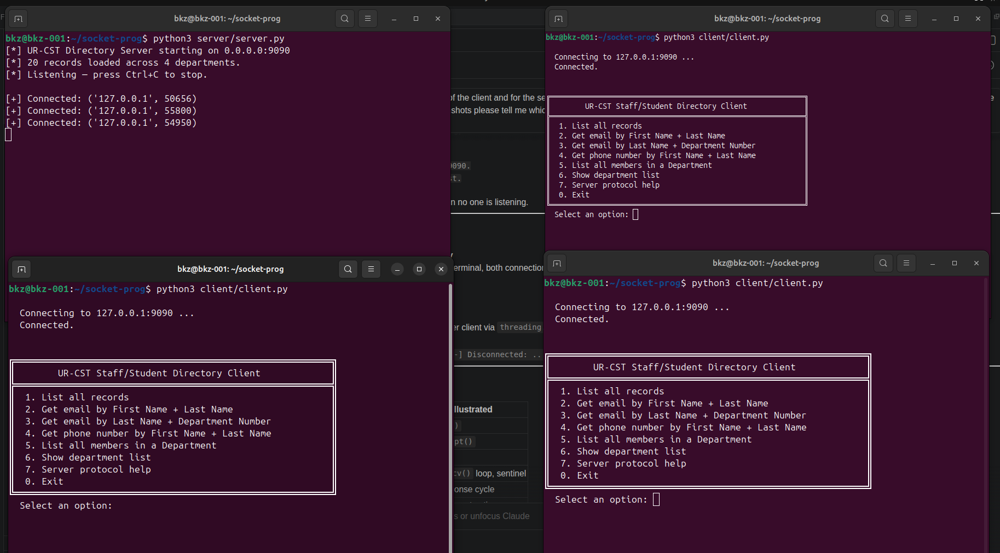 bkz@bkz-001: ~/socket-prog
bkz@bkz-001:~/socket-prog$ python3 server/server.py
[*] UR-CST Directory Server starting on 0.0.0.0:9090
[*] 20 records loaded across 4 departments.
[*] Listening — press Ctrl+C to stop.
[+] Connected: ('127.0.0.1', 50656)
[+] Connected: ('127.0.0.1', 55800)
[+] Connected: ('127.0.0.1', 54950)
bkz@bkz-001: ~/socket-prog
bkz@bkz-001:~/socket-prog$ python3 client/client.py
Connecting to 127.0.0.1:9090 ...
Connected.
UR-CST Staff/Student Directory Client
1. List all records
2. Get email by First Name + Last Name
3. Get email by Last Name + Department Number
4. Get phone number by First Name + Last Name
5. List all members in a Department
6. Show department list
7. Server protocol help
0. Exit
Select an option:
of the client and for the se
shots please tell me whic
9090.
st.
n no one is listening.
erminal, both connection
er client via threading
-] Disconnected: ..
llustrated
)
pt()
cv() loop, sentinel
onse cycle
s or unfocus Claude
bkz@bkz-001: ~/socket-prog
bkz@bkz-001:~/socket-prog$ python3 client/client.py
Connecting to 127.0.0.1:9090 ...
Connected.
UR-CST Staff/Student Directory Client
1. List all records
2. Get email by First Name + Last Name
3. Get email by Last Name + Department Number
4. Get phone number by First Name + Last Name
5. List all members in a Department
6. Show department list
7. Server protocol help
0. Exit
Select an option:
bkz@bkz-001: ~/socket-prog
bkz@bkz-001:~/socket-prog$ python3 client/client.py
Connecting to 127.0.0.1:9090 ...
Connected.
UR-CST Staff/Student Directory Client
1. List all records
2. Get email by First Name + Last Name
3. Get email by Last Name + Department Number
4. Get phone number by First Name + Last Name
5. List all members in a Department
6. Show department list
7. Server protocol help
0. Exit
Select an option: